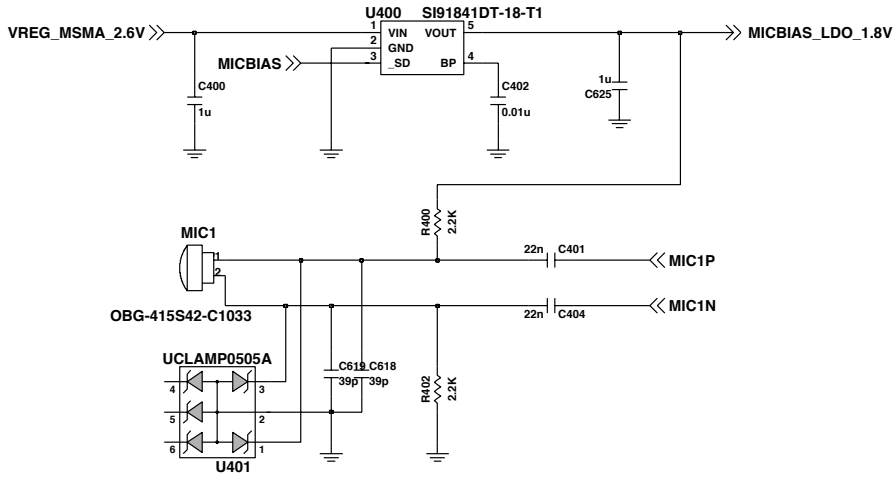 U400 SI91841DT-18-T1
VREG_MSMA_2.6V
1 VIN VOUT 5
MICBIAS_LDO_1.8V
2 GND
MICBIAS
3 _SD BP 4
C400
1u
C402
0.01u
1u
C625
R400
2.2K
MIC1
1
2
22n C401
MIC1P
OBG-415S42-C1033
22n C404
MIC1N
UCLAMP0505A
4 3
5 2
6 1
U401
C619 C618
39p 39p
R402
2.2K